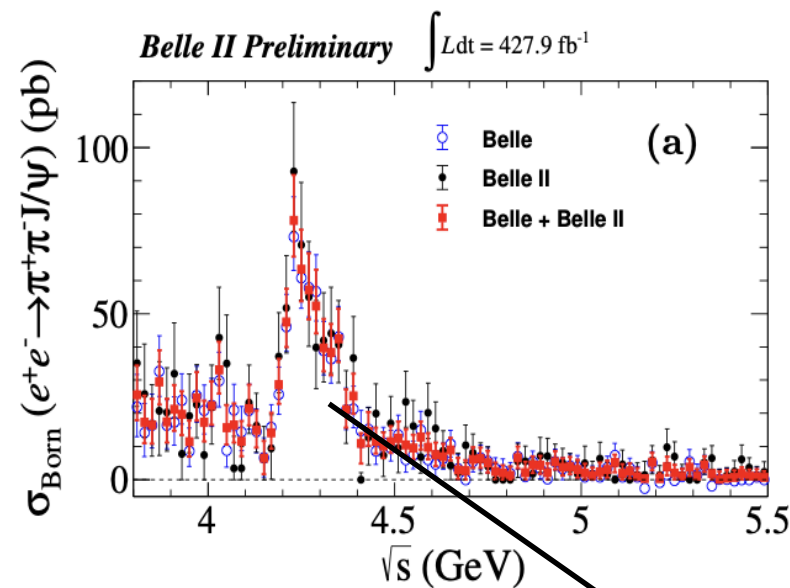 Belle II Preliminary ∫Ldt = 427.9 fb⁻¹
σ_Born (e⁺e⁻→π⁺π⁻J/ψ) (pb)
100
50
0
Belle
Belle II
Belle + Belle II
(a)
4 4.5 5 5.5
√s (GeV)